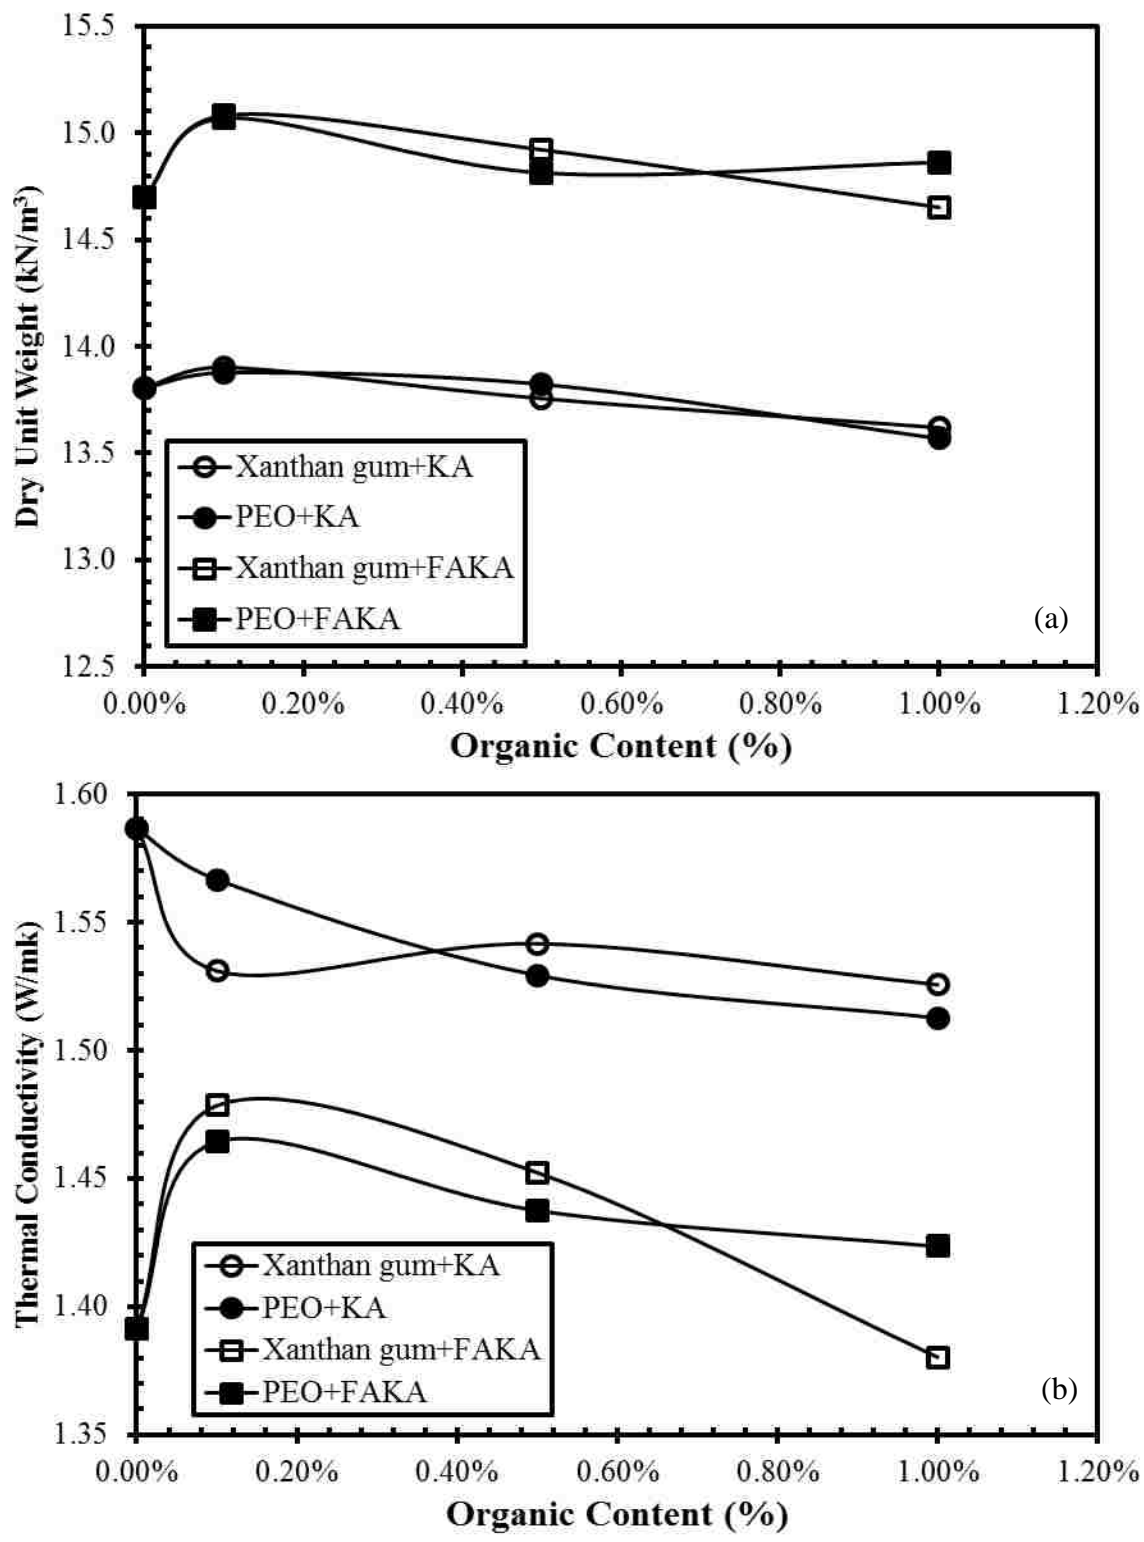 15.5
15.0
14.5
14.0
13.5
13.0
12.5
Dry Unit Weight (kN/m³)
Xanthan gum+KA
PEO+KA
Xanthan gum+FAKA
PEO+FAKA
(a)
0.00% 0.20% 0.40% 0.60% 0.80% 1.00% 1.20%
Organic Content (%)
1.60
1.55
1.50
1.45
1.40
1.35
Thermal Conductivity (W/mk)
Xanthan gum+KA
PEO+KA
Xanthan gum+FAKA
PEO+FAKA
(b)
0.00% 0.20% 0.40% 0.60% 0.80% 1.00% 1.20%
Organic Content (%)